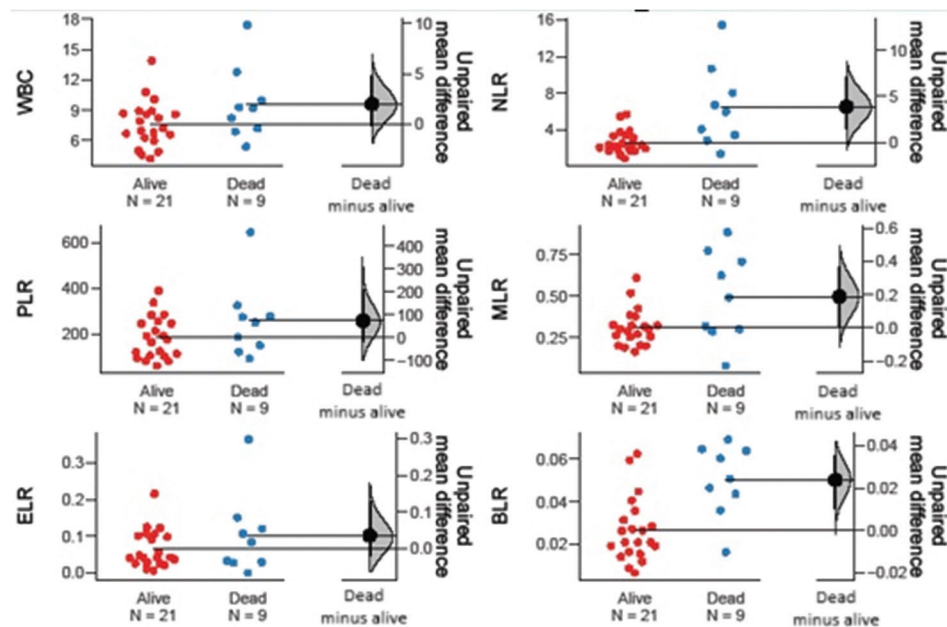 WBC
18
15
12
9
6
10
5
0
Unpaired
mean difference
Alive
N = 21
Dead
N = 9
Dead
minus alive
NLR
16
8
4
10
5
0
Unpaired
mean difference
Alive
N = 21
Dead
N = 9
Dead
minus alive
PLR
600
400
200
400
300
200
100
0
−100
Unpaired
mean difference
Alive
N = 21
Dead
N = 9
Dead
minus alive
MLR
0.75
0.50
0.25
0.6
0.4
0.2
0.0
−0.2
Unpaired
mean difference
Alive
N = 21
Dead
N = 9
Dead
minus alive
ELR
0.3
0.2
0.1
0.0
0.3
0.2
0.1
0.0
Unpaired
mean difference
Alive
N = 21
Dead
N = 9
Dead
minus alive
BLR
0.06
0.04
0.02
0.04
0.02
0.00
−0.02
Unpaired
mean difference
Alive
N = 21
Dead
N = 9
Dead
minus alive